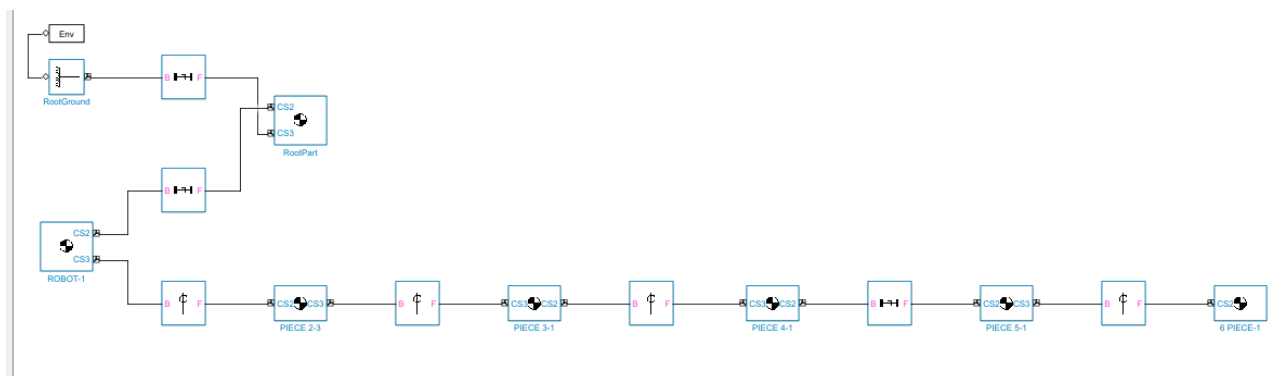 Env
RootGround
B F
CS2
CS3
RootPart
B F
CS2
CS3
ROBOT-1
B F
CS2 CS3
PIECE 2-3
B F
CS3 CS2
PIECE 3-1
B F
CS3 CS2
PIECE 4-1
B F
CS2 CS3
PIECE 5-1
B F
CS2
6 PIECE-1